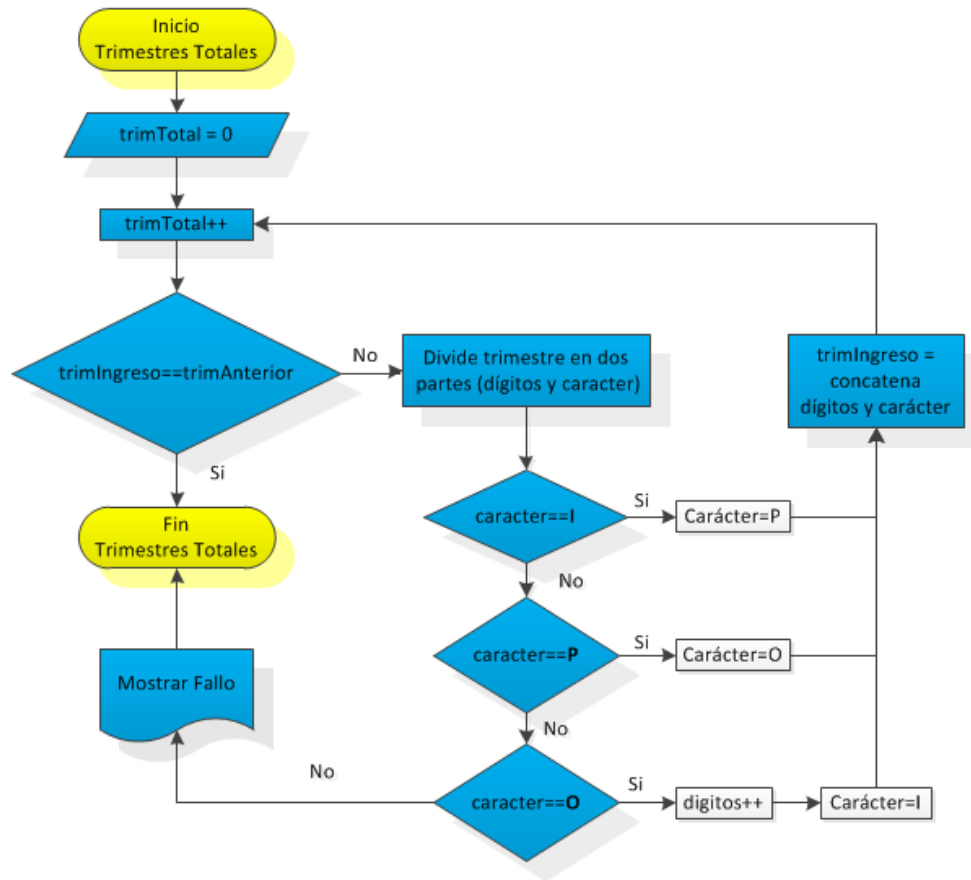 Inicio
Trimestres Totales
trimTotal = 0
trimTotal++
trimIngreso==trimAnterior
No
Si
Divide trimestre en dos
partes (dígitos y caracter)
trimIngreso =
concatena
dígitos y carácter
caracter==I
Si
Carácter=P
No
Fin
Trimestres Totales
caracter==P
Si
Carácter=O
No
Mostrar Fallo
caracter==O
No
Si
digitos++
Carácter=I